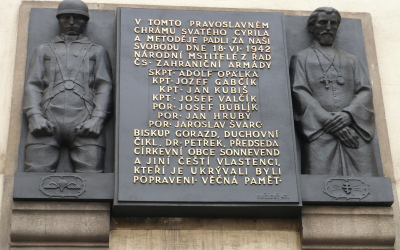 V TOMTO PRAVOSLAVNÉM
CHRÁMU SVATÉHO CYRILA
A METODĚJE PADLI ZA NAŠI
SVOBODU DNE 18·VI·1942
NÁRODNÍ MSTITELÉ Z ŘAD
ČS· ZAHRANIČNÍ ARMÁDY
SKPT· ADOLF OPÁLKA
KPT· JOZEF GABČÍK
KPT· JAN KUBIŠ
KPT· JOSEF VALČÍK
POR· JOSEF BUBLÍK
POR· JAN HRUBÝ
POR· JAROSLAV ŠVARC·
BISKUP GORAZD, DUCHOVNÍ
ČIKL, DR· PETŘEK, PŘEDSEDA
CÍRKEVNÍ OBCE SONNEVEND
A JINÍ ČEŠTÍ VLASTENCI,
KTEŘÍ JE UKRÝVALI BYLI
POPRAVENI· VĚČNÁ PAMĚT·